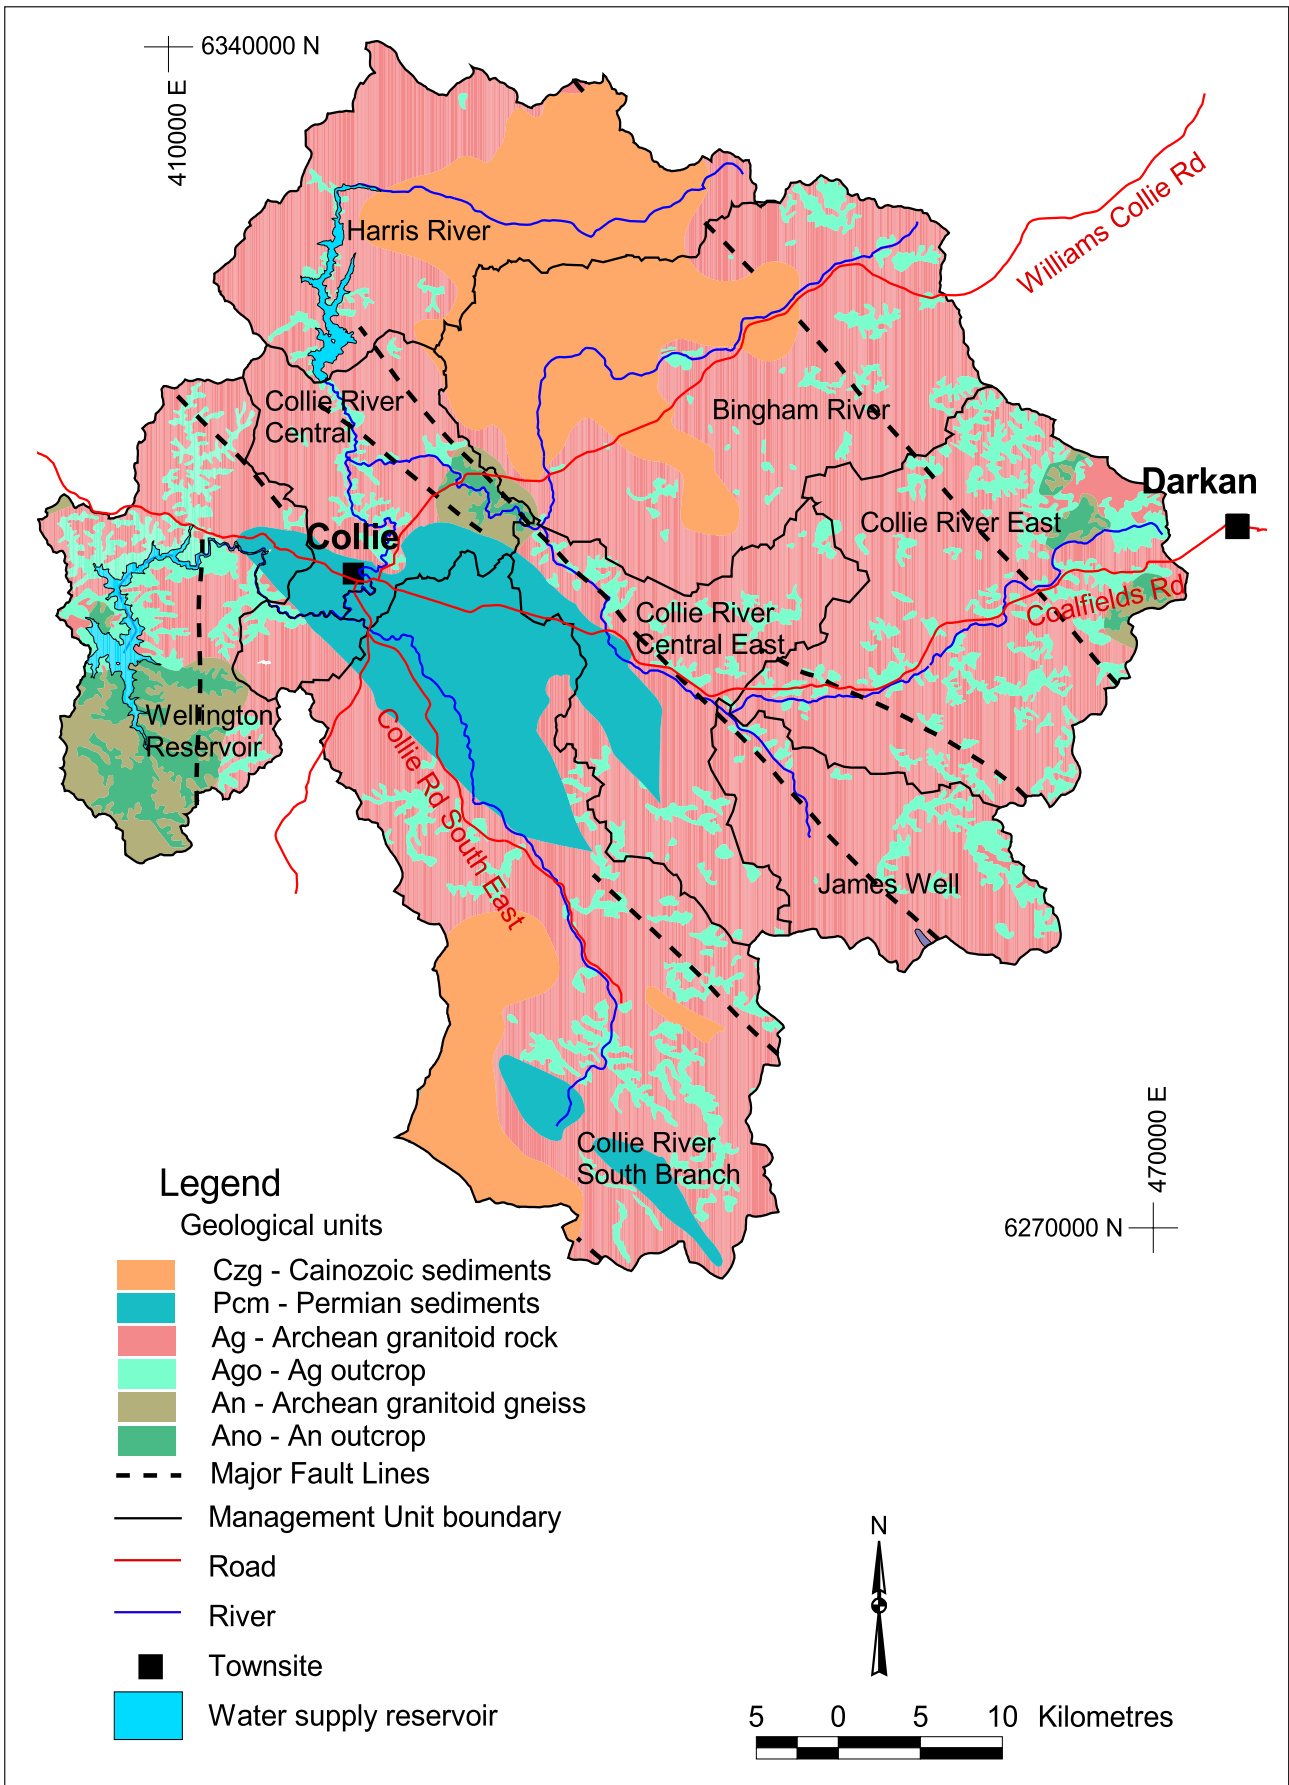 6340000 N
410000 E
Williams Collie Rd
Harris River
Collie River
Central
Bingham River
Darkan
Collie River East
Collie
Coalfields Rd
Collie River
Central East
Wellington
Reservoir
Collie Rd South East
James Well
Collie River
South Branch
470000 E
6270000 N
Legend
Geological units
Czg - Cainozoic sediments
Pcm - Permian sediments
Ag - Archean granitoid rock
Ago - Ag outcrop
An - Archean granitoid gneiss
Ano - An outcrop
Major Fault Lines
Management Unit boundary
Road
River
Townsite
Water supply reservoir
N
5 0 5 10 Kilometres